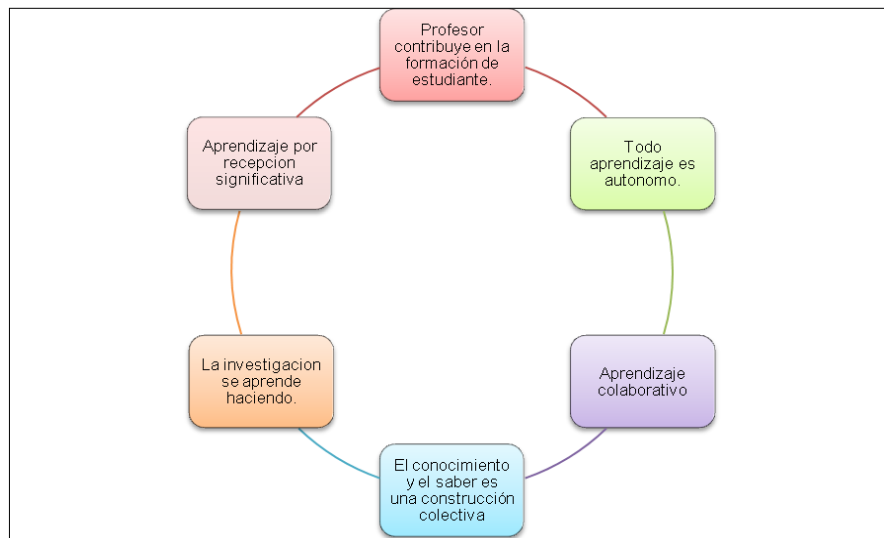 Profesor
contribuye en la
formación de
estudiante.
Todo
aprendizaje es
autonomo.
Aprendizaje
colaborativo
El conocimiento
y el saber es
una construcción
colectiva
La investigacion
se aprende
haciendo.
Aprendizaje por
recepcion
significativa